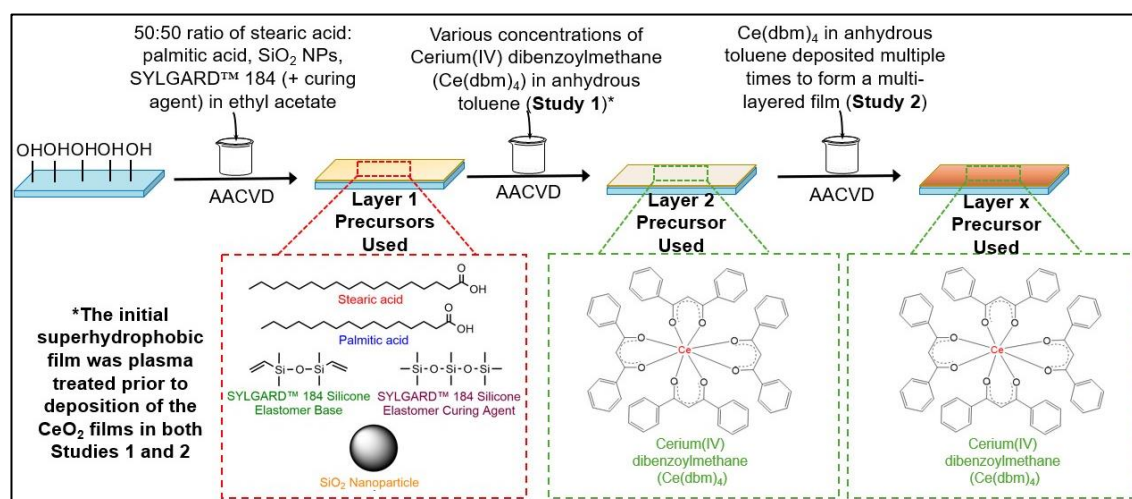 50:50 ratio of stearic acid:
palmitic acid, SiO₂ NPs,
SYLGARD™ 184 (+ curing
agent) in ethyl acetate
Various concentrations of
Cerium(IV) dibenzoylmethane
(Ce(dbm)₄) in anhydrous
toluene (Study 1)*
Ce(dbm)₄ in anhydrous
toluene deposited multiple
times to form a multi-
layered film (Study 2)
OH OH OH OH OH
AACVD
AACVD
AACVD
Layer 1
Precursors
Used
Layer 2
Precursor
Used
Layer x
Precursor
Used
*The initial
superhydrophobic
film was plasma
treated prior to
deposition of the
CeO₂ films in both
Studies 1 and 2
O
OH
Stearic acid
O
OH
Palmitic acid
Si O Si
SYLGARD™ 184 Silicone
Elastomer Base
Si-O-Si-O-Si
SYLGARD™ 184 Silicone
Elastomer Curing Agent
SiO₂ Nanoparticle
O O
O O
Ce
O O
O O
Cerium(IV)
dibenzoylmethane
(Ce(dbm)₄)
O O
O O
Ce
O O
O O
Cerium(IV)
dibenzoylmethane
(Ce(dbm)₄)